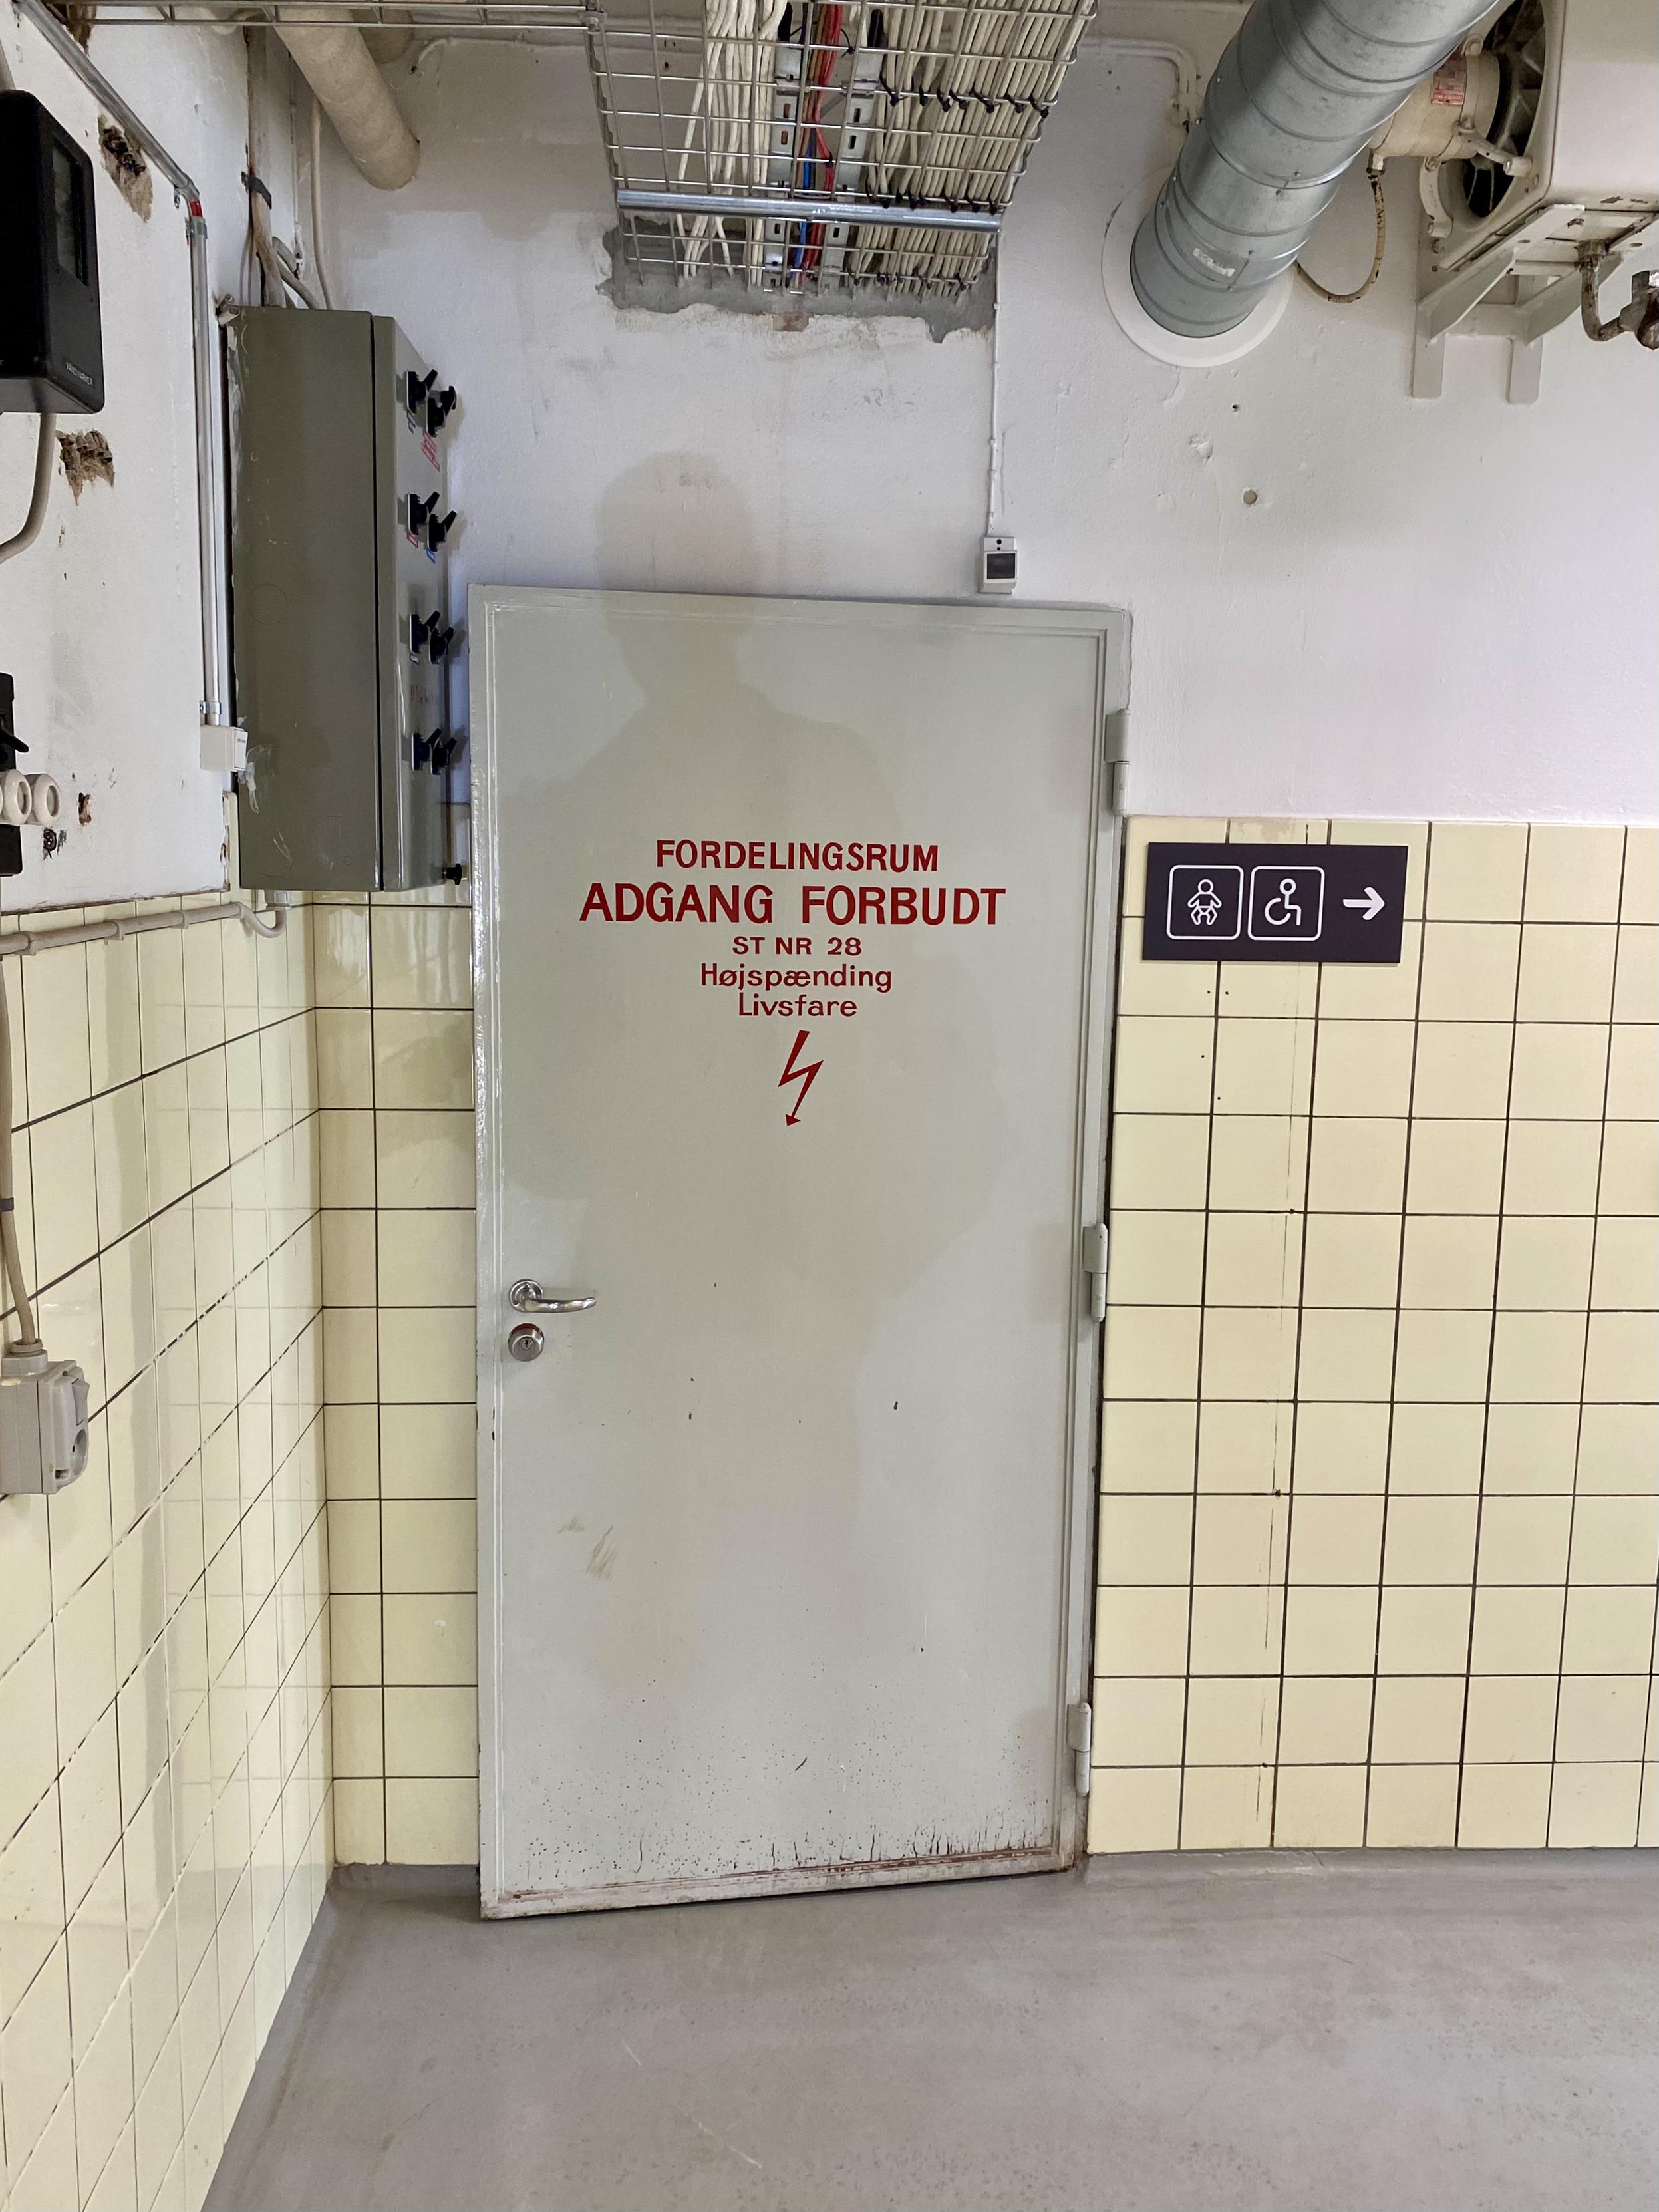 FORDELINGSRUM
ADGANG FORBUDT
ST NR 28
Højspænding
Livsfare